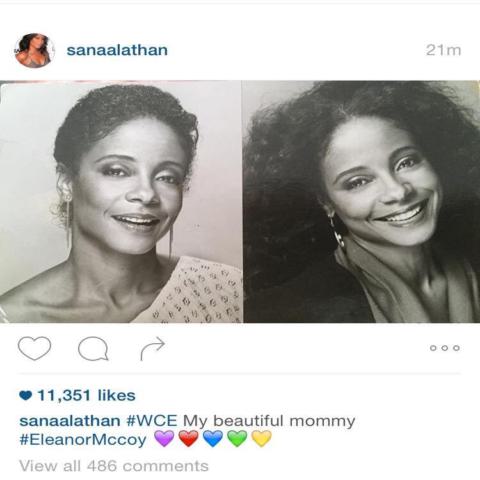 sanaalathan 21m
11,351 likes
sanaalathan #WCE My beautiful mommy
#EleanorMccoy 💜❤️💙💚💛
View all 486 comments